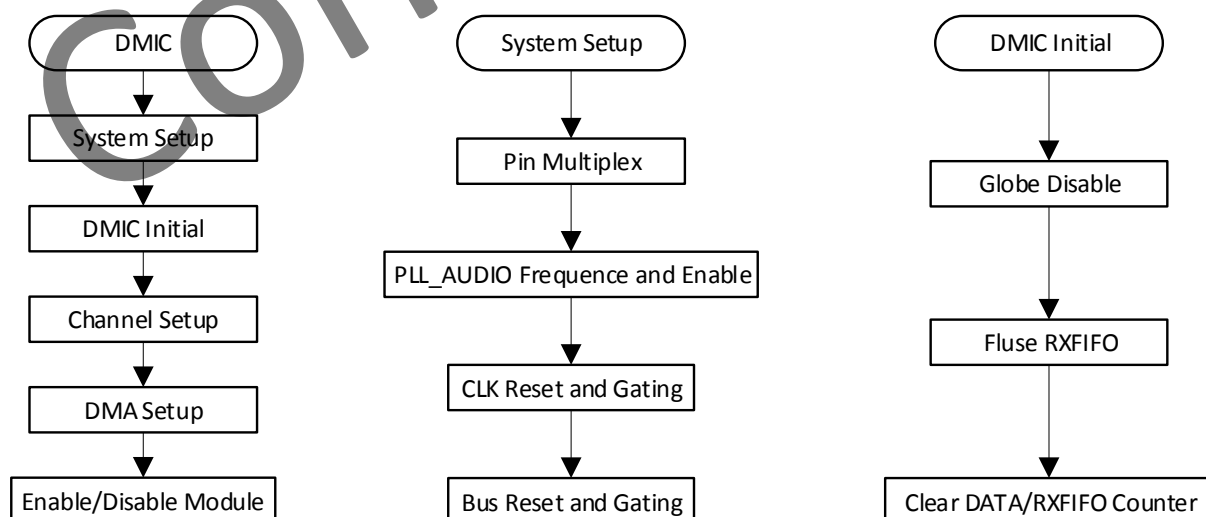 DMIC
System Setup
DMIC Initial
Channel Setup
DMA Setup
Enable/Disable Module
System Setup
Pin Multiplex
PLL_AUDIO Frequence and Enable
CLK Reset and Gating
Bus Reset and Gating
DMIC Initial
Globe Disable
Fluse RXFIFO
Clear DATA/RXFIFO Counter